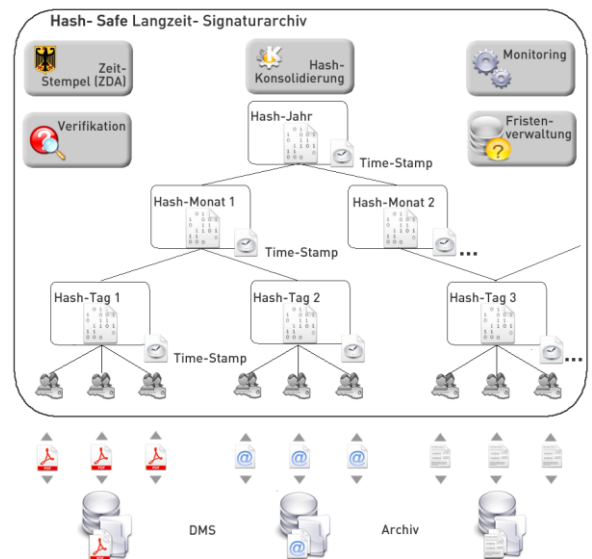 Hash- Safe Langzeit- Signaturarchiv
Zeit-
Stempel (ZDA)
Hash-
Konsolidierung
Monitoring
Verifikation
Hash-Jahr
Fristen-
verwaltung
Time-Stamp
Hash-Monat 1
Hash-Monat 2
Time-Stamp
...
Hash-Tag 1
Hash-Tag 2
Hash-Tag 3
Time-Stamp
...
DMS
Archiv